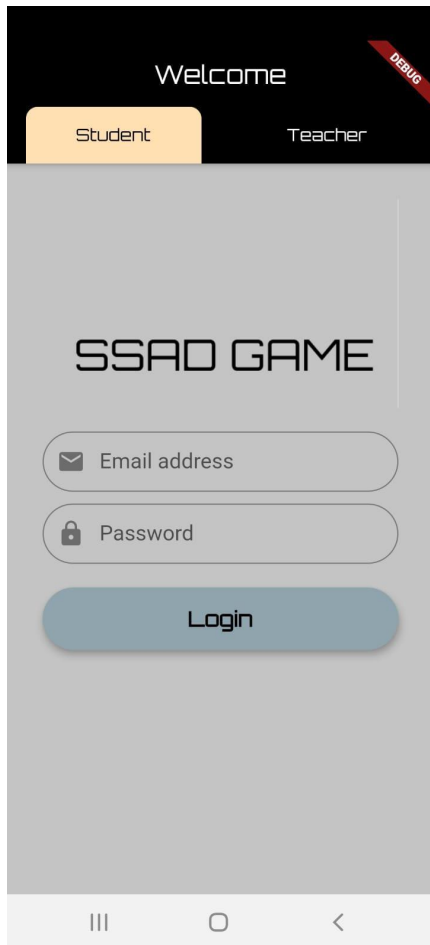 Welcome
DEBUG
Student Teacher
SSAD GAME
Email address
Password
Login